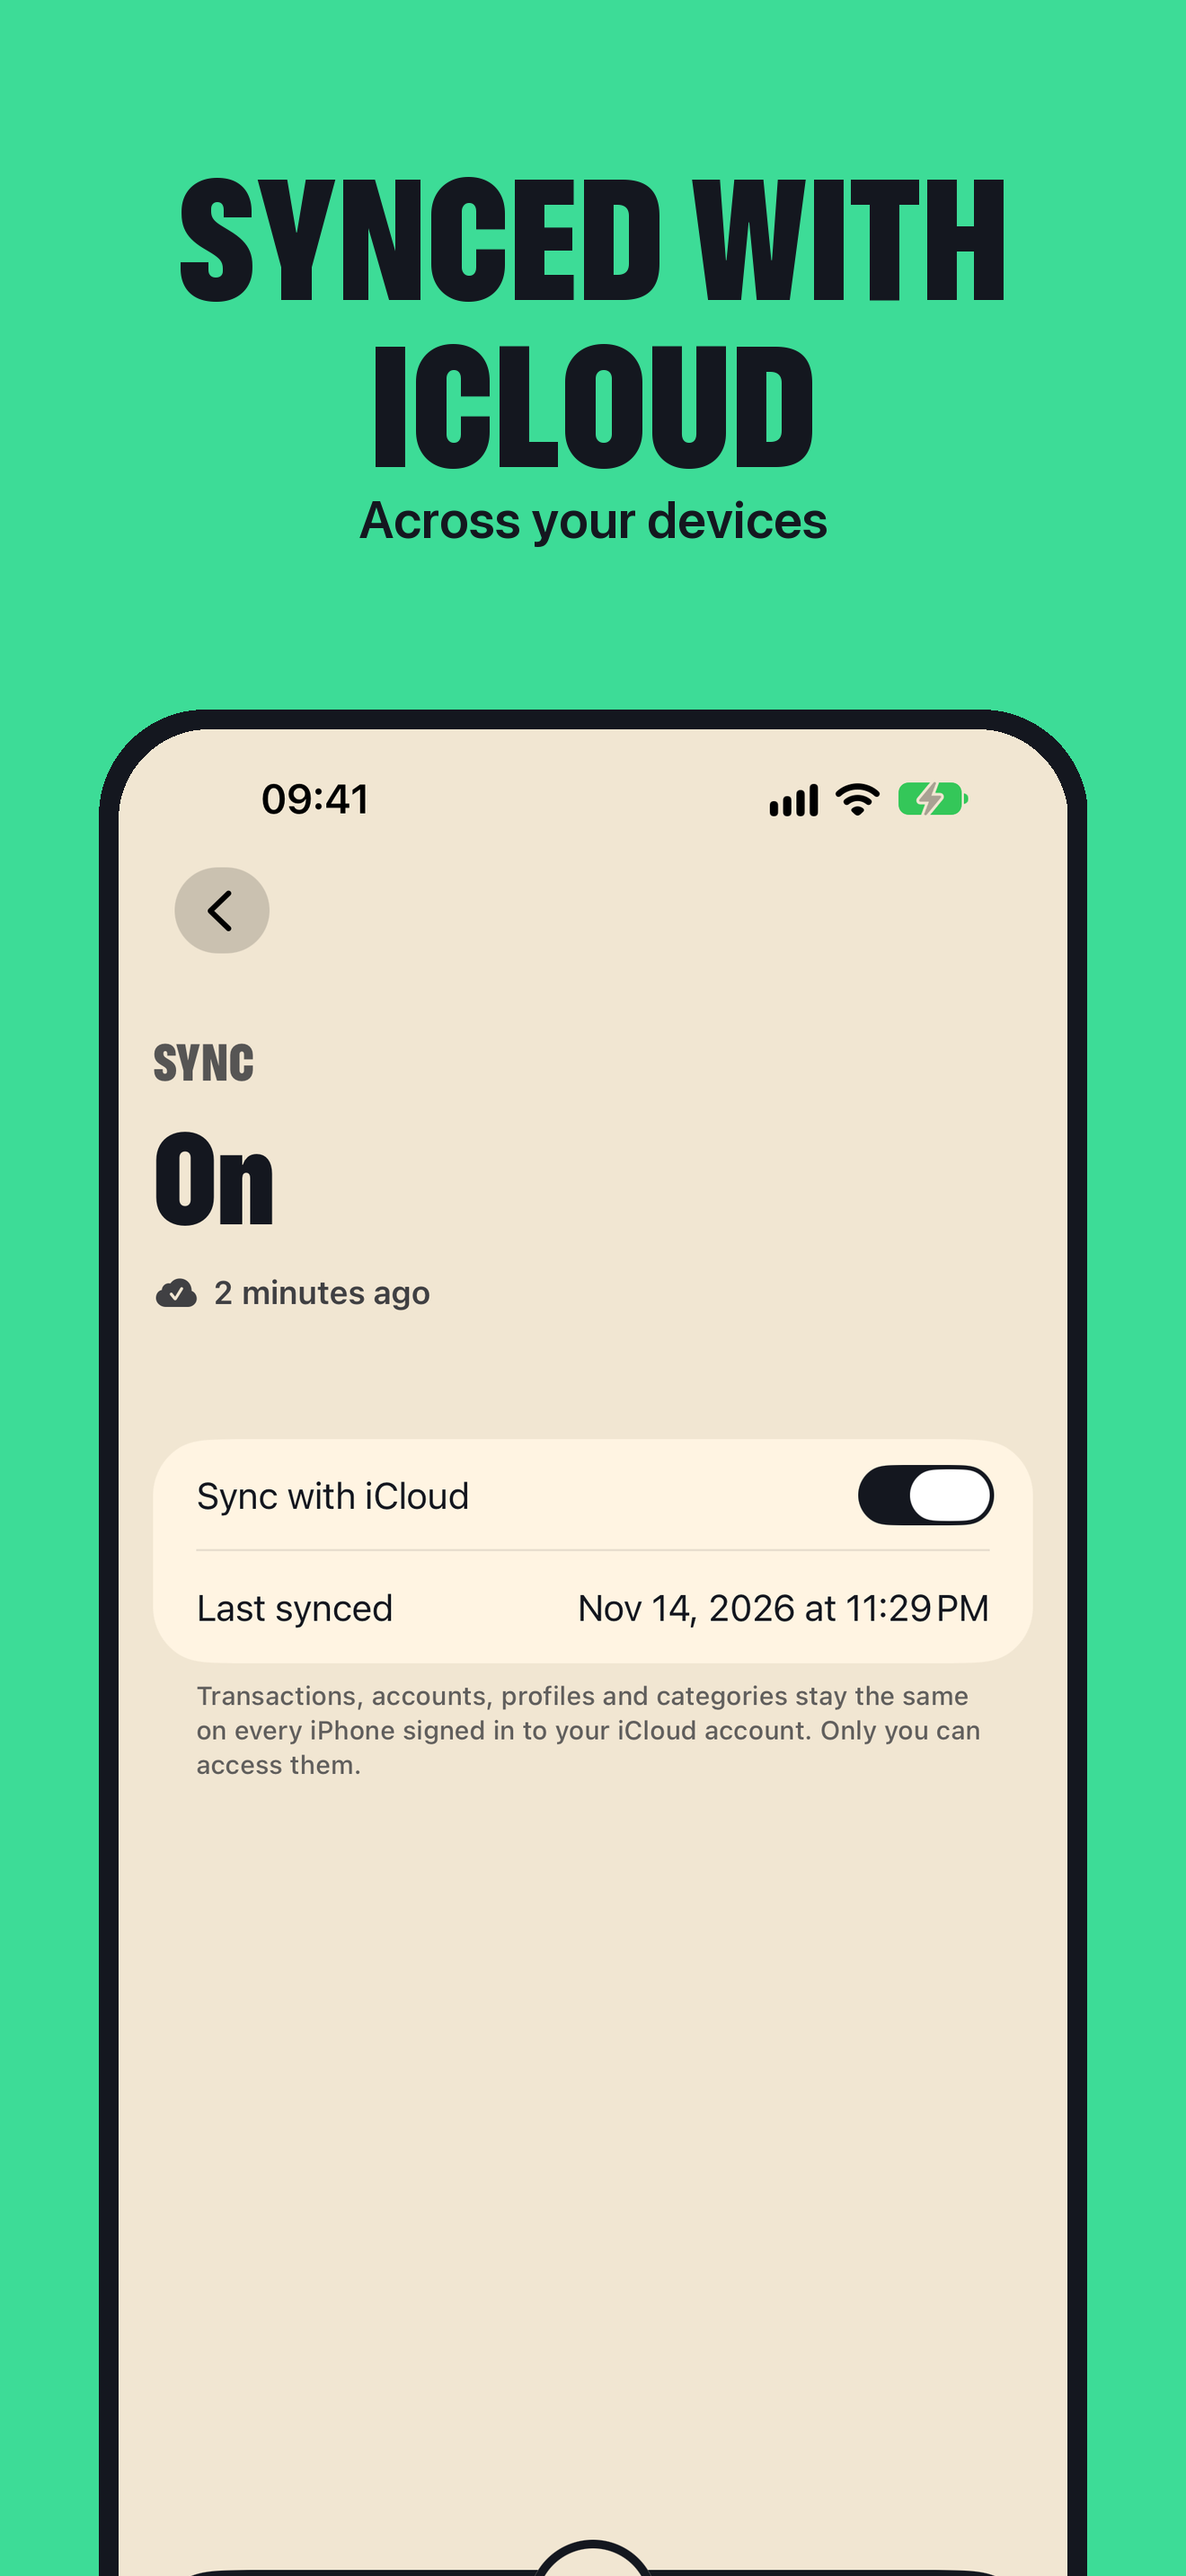 SYNCED WITH
ICLOUD
Across your devices
09:41
SYNC
On
2 minutes ago
Sync with iCloud
Last synced Nov 14, 2026 at 11:29 PM
Transactions, accounts, profiles and categories stay the same
on every iPhone signed in to your iCloud account. Only you can
access them.